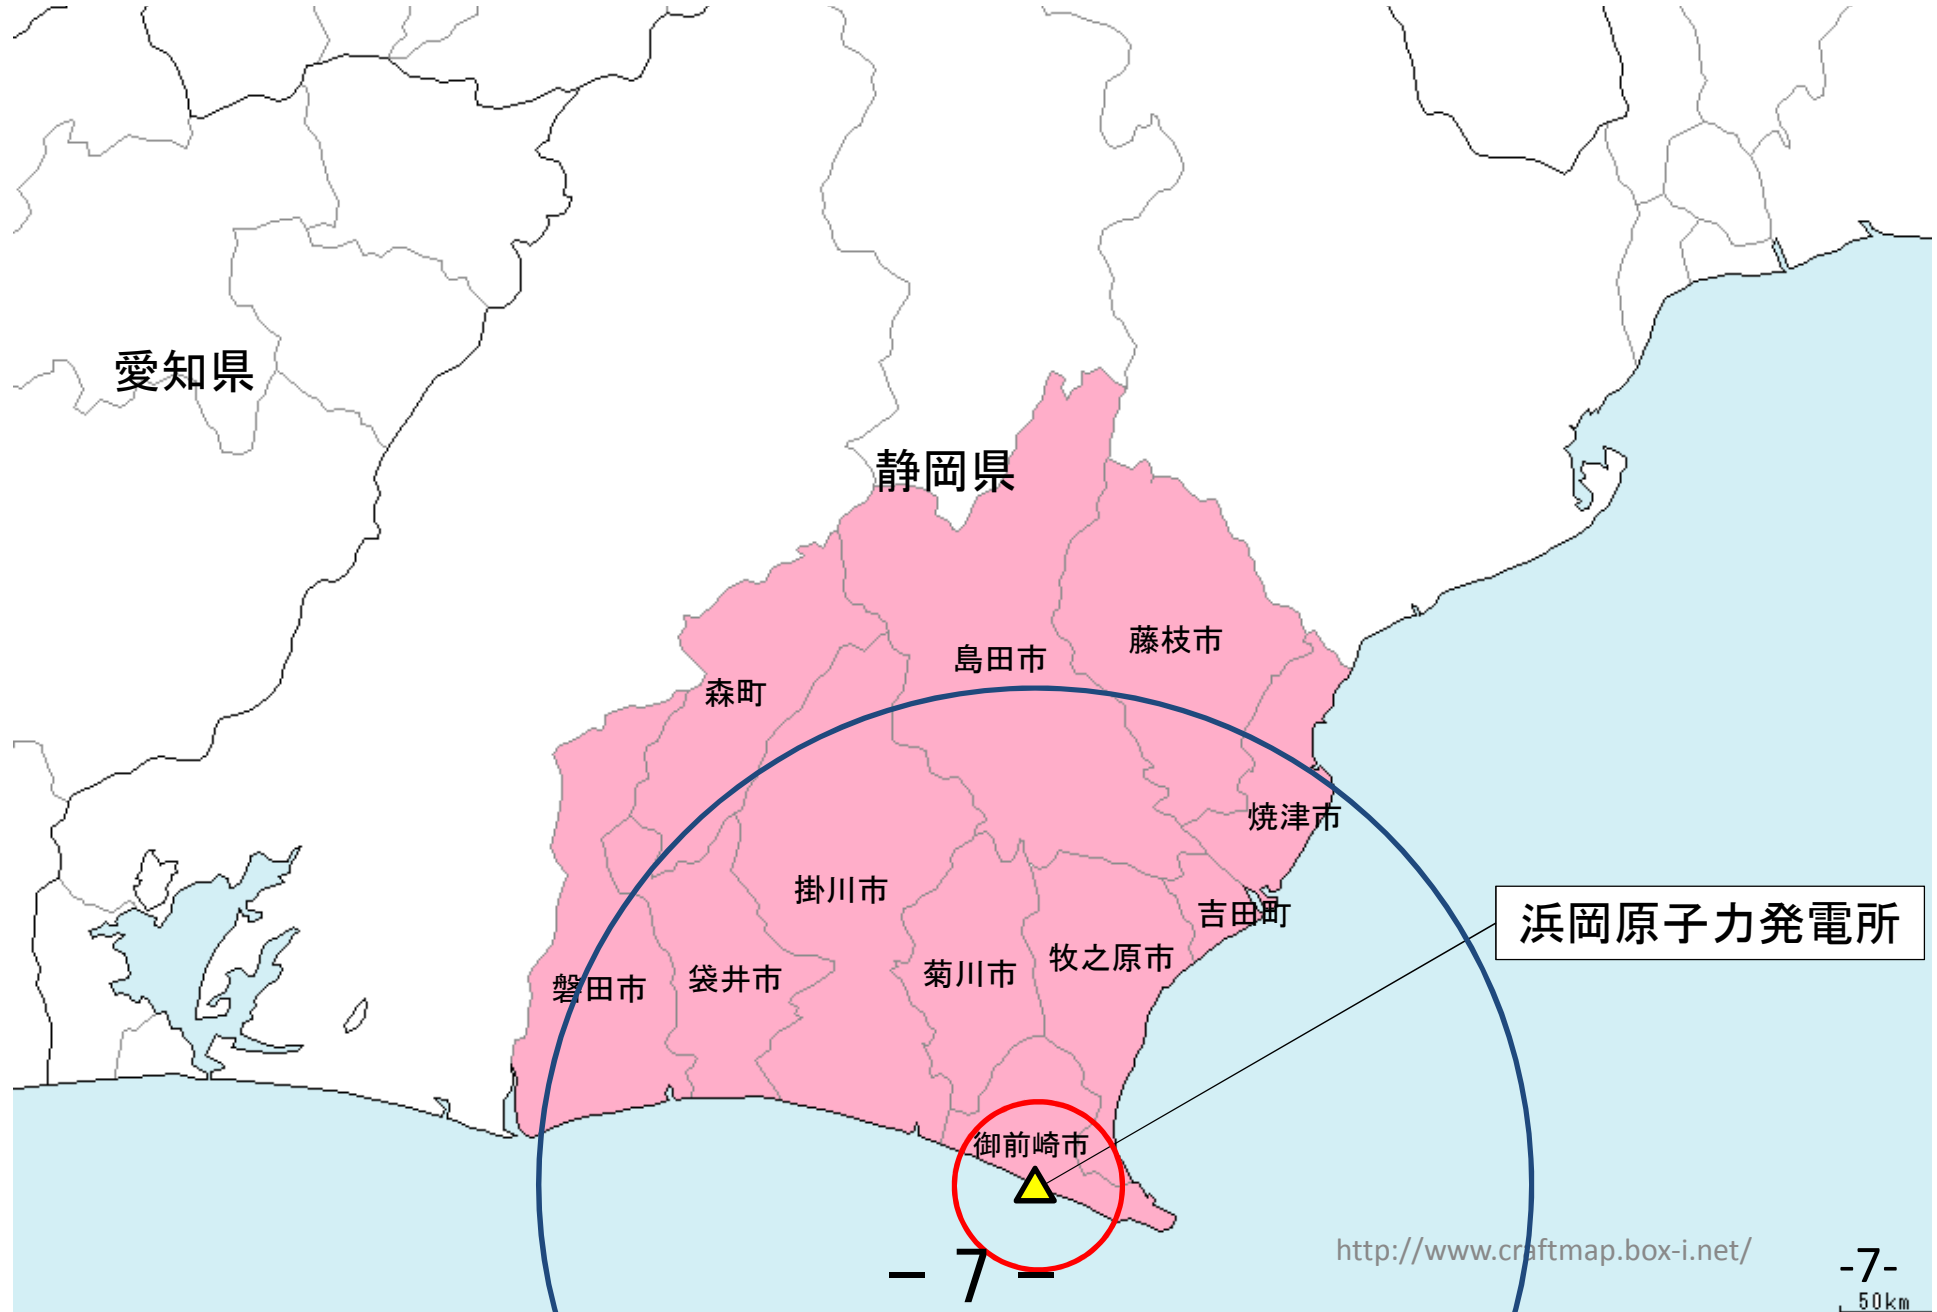 愛知県
静岡県
藤枝市
島田市
森町
焼津市
掛川市
吉田町
浜岡原子力発電所
牧之原市
菊川市
袋井市
磐田市
御前崎市
http://www.craftmap.box-i.net/
－ 7 －
-7-
50km